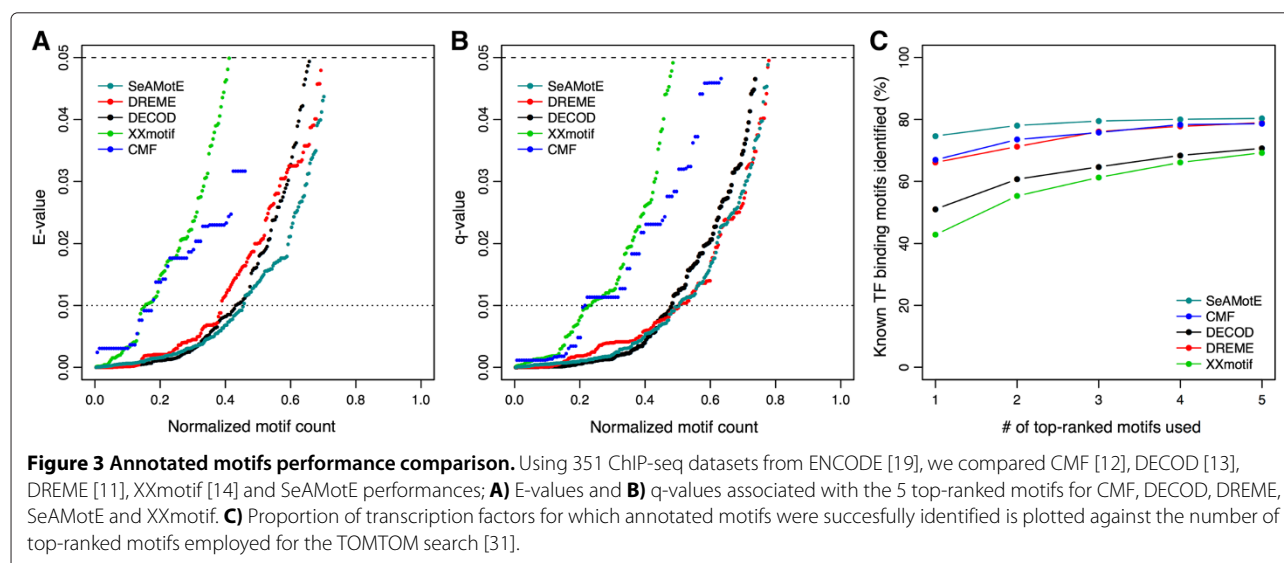 A
E-value
0.00
0.01
0.02
0.03
0.04
0.05
SeAMotE
DREME
DECOD
XXmotif
CMF
0.0 0.2 0.4 0.6 0.8 1.0
Normalized motif count
B
q-value
0.00
0.01
0.02
0.03
0.04
0.05
SeAMotE
DREME
DECOD
XXmotif
CMF
0.0 0.2 0.4 0.6 0.8 1.0
Normalized motif count
C
Known TF binding motifs identified (%)
0
20
40
60
80
100
SeAMotE
CMF
DECOD
DREME
XXmotif
1 2 3 4 5
# of top-ranked motifs used
Figure 3 Annotated motifs performance comparison. Using 351 ChIP-seq datasets from ENCODE [19], we compared CMF [12], DECOD [13],
DREME [11], XXmotif [14] and SeAMotE performances; A) E-values and B) q-values associated with the 5 top-ranked motifs for CMF, DECOD, DREME,
SeAMotE and XXmotif. C) Proportion of transcription factors for which annotated motifs were succesfully identified is plotted against the number of
top-ranked motifs employed for the TOMTOM search [31].